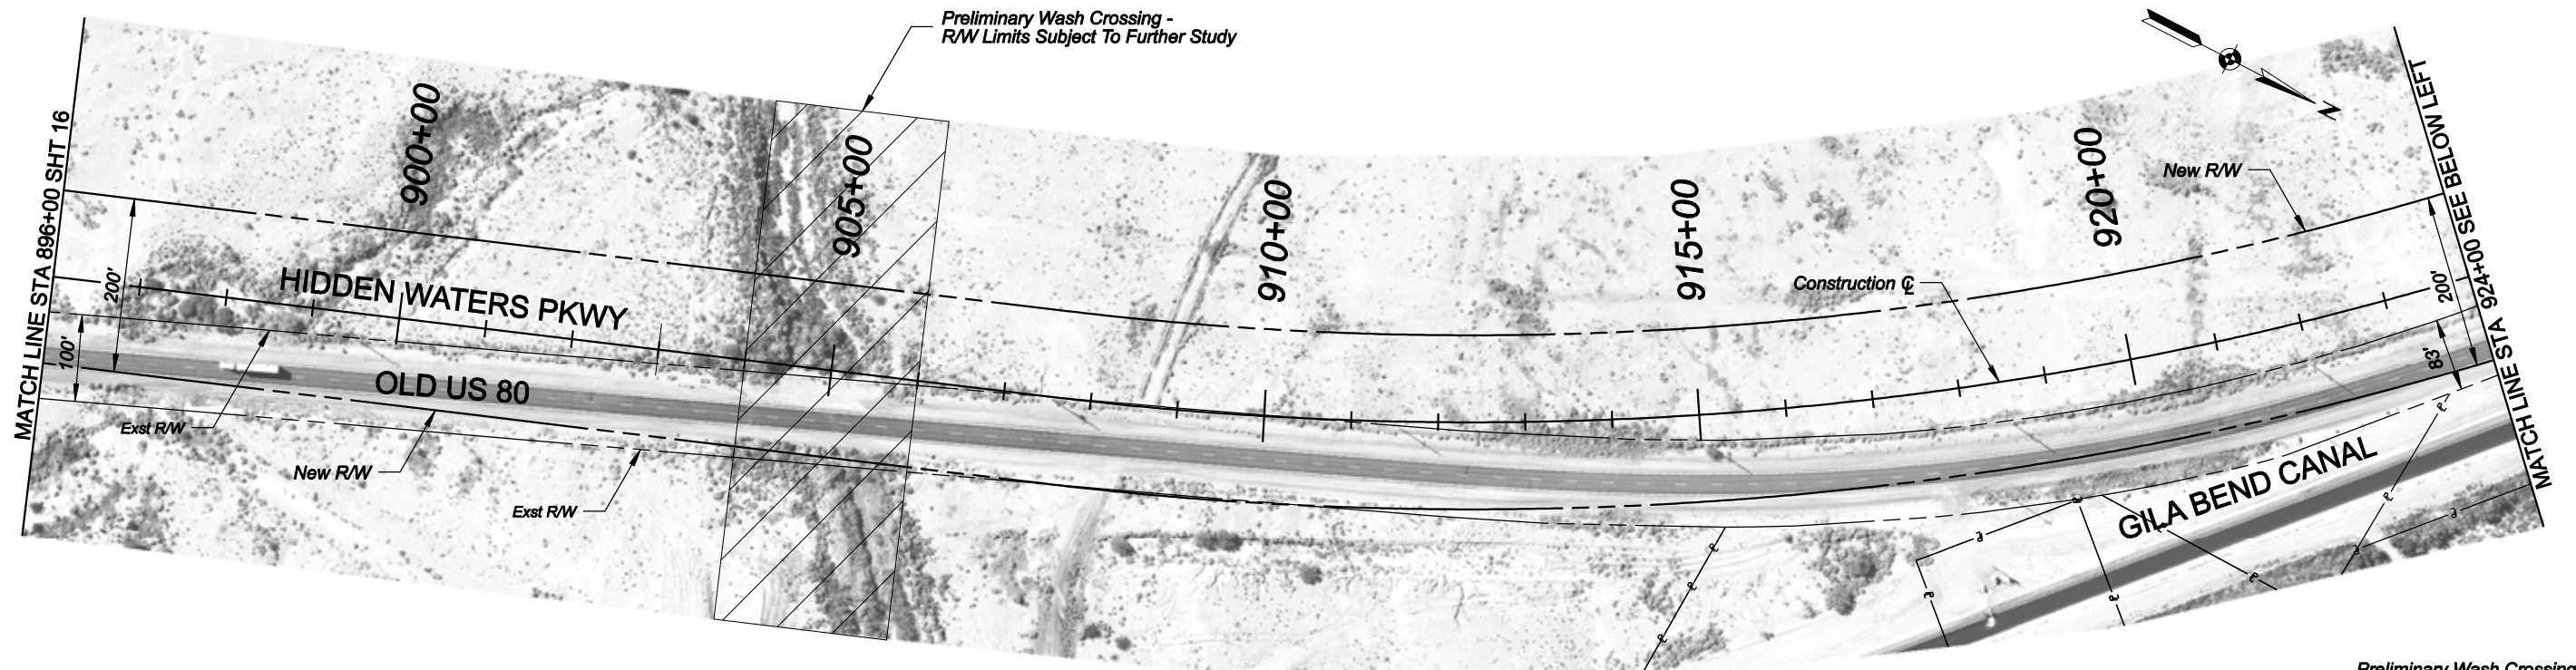 Preliminary Wash Crossing -
R/W Limits Subject To Further Study
N
MATCH LINE STA 896+00 SHT 16
900+00
905+00
910+00
915+00
920+00
New R/W
MATCH LINE STA 924+00 SEE BELOW LEFT
200'
HIDDEN WATERS PKWY
Construction ℄
200'
100'
83'
OLD US 80
Exst R/W
New R/W
Exst R/W
GILA BEND CANAL
Preliminary Wash Crossing